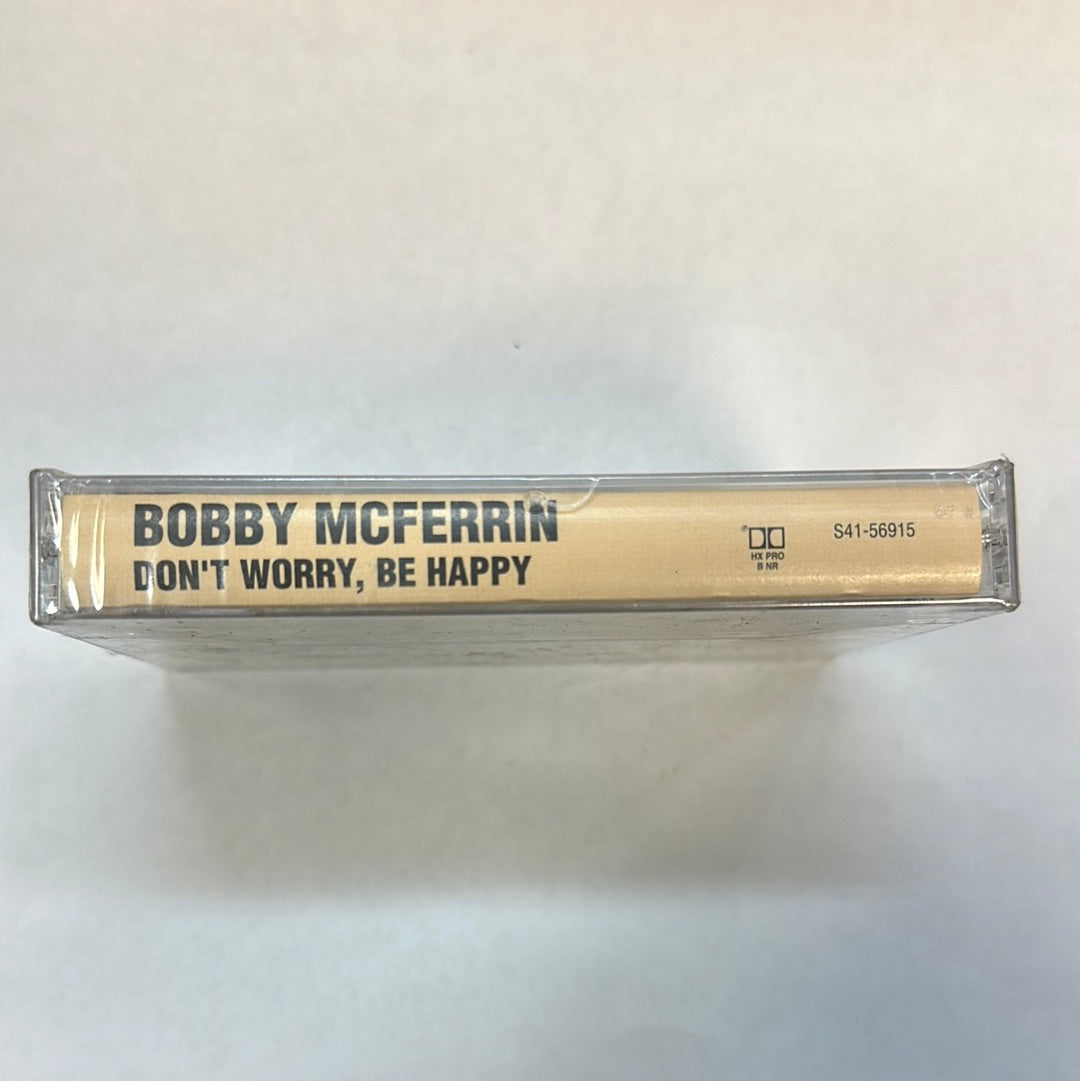 BOBBY MCFERRIN
DON'T WORRY, BE HAPPY
HX PRO
B NR
S41-56915